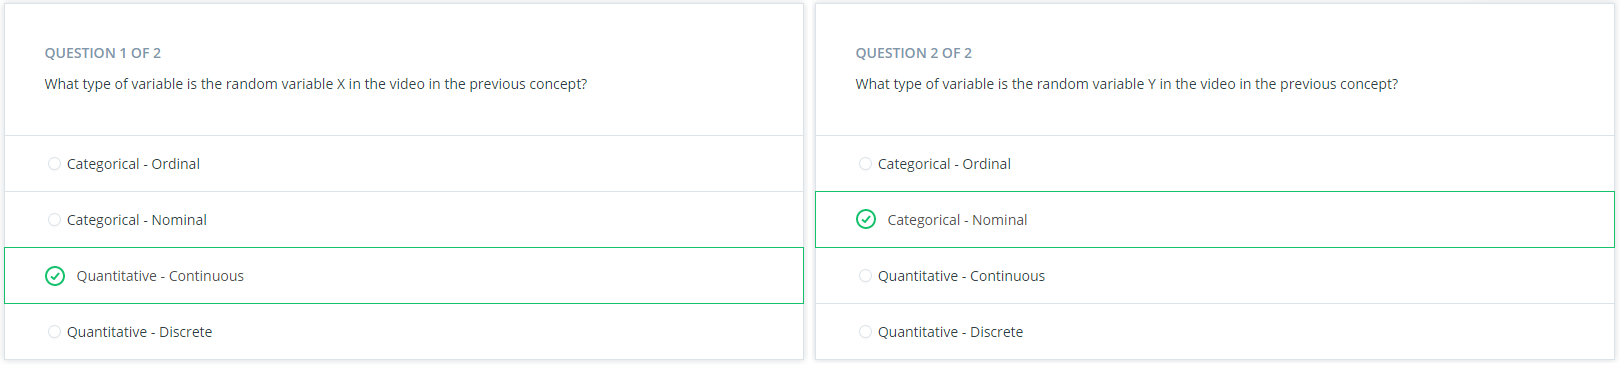 QUESTION 1 OF 2
What type of variable is the random variable X in the video in the previous concept?
Categorical - Ordinal
Categorical - Nominal
Quantitative - Continuous
Quantitative - Discrete
QUESTION 2 OF 2
What type of variable is the random variable Y in the video in the previous concept?
Categorical - Ordinal
Categorical - Nominal
Quantitative - Continuous
Quantitative - Discrete